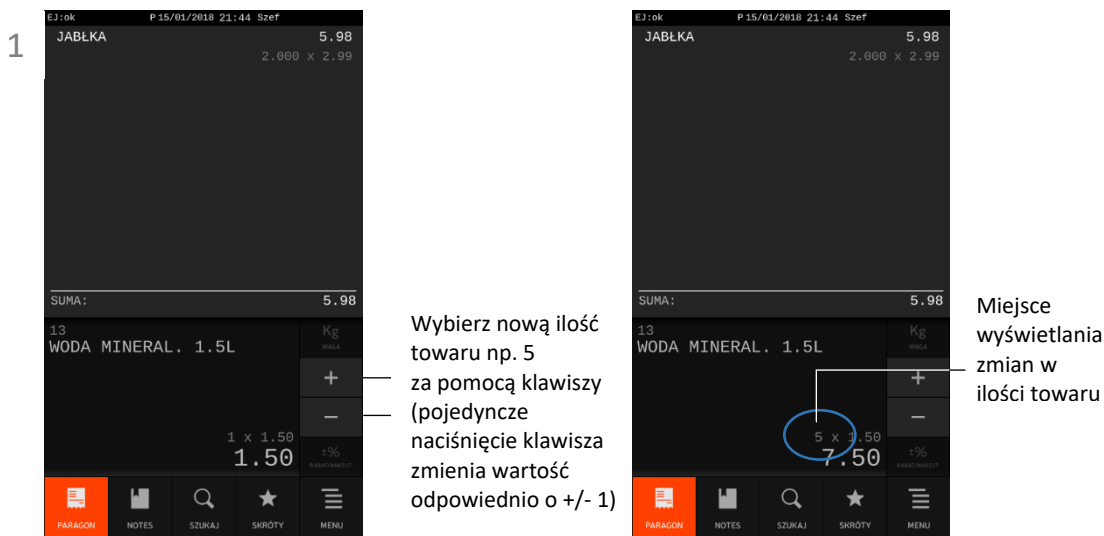 1
EJ:ok P 15/01/2018 21:44 Szef
JABŁKA 5.98
2.000 x 2.99
SUMA: 5.98
13
WODA MINERAL. 1.5L
Kg
WAGA
+
−
1 x 1.50
1.50
±%
RABAT/NARZUT
PARAGON NOTES SZUKAJ SKRÓTY MENU
Wybierz nową ilość
towaru np. 5
za pomocą klawiszy
(pojedyncze
naciśnięcie klawisza
zmienia wartość
odpowiednio o +/- 1)
EJ:ok P 15/01/2018 21:44 Szef
JABŁKA 5.98
2.000 x 2.99
SUMA: 5.98
13
WODA MINERAL. 1.5L
Kg
WAGA
+
−
5 x 1.50
7.50
±%
RABAT/NARZUT
PARAGON NOTES SZUKAJ SKRÓTY MENU
Miejsce
wyświetlania
zmian w
ilości towaru